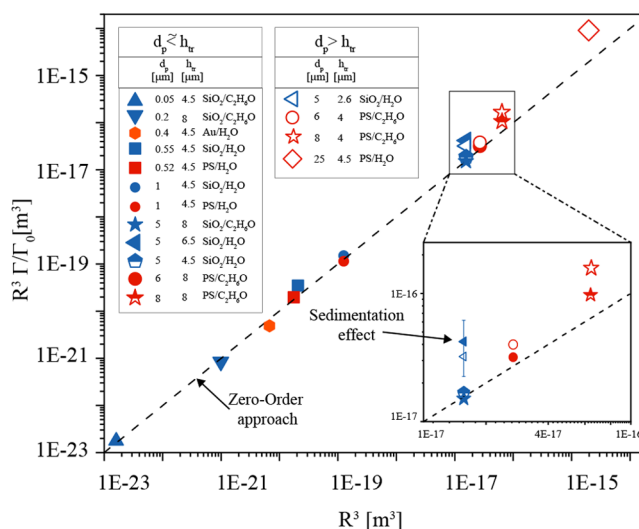 d_p ≲ h_tr
d_p h_tr
[µm] [µm]
0.05 4.5 SiO₂/C₂H₆O
0.2 8 SiO₂/C₂H₆O
0.4 4.5 Au/H₂O
0.55 4.5 SiO₂/H₂O
0.52 4.5 PS/H₂O
1 4.5 SiO₂/H₂O
1 4.5 PS/H₂O
5 8 SiO₂/C₂H₆O
5 6.5 SiO₂/H₂O
5 4.5 SiO₂/H₂O
6 8 PS/C₂H₆O
8 8 PS/C₂H₆O
d_p > h_tr
d_p h_tr
[µm] [µm]
5 2.6 SiO₂/H₂O
6 4 PS/C₂H₆O
8 4 PS/C₂H₆O
25 4.5 PS/H₂O
1E-15
1E-17
1E-19
1E-21
1E-23
R³ Γ/Γ₀[m³]
Zero-Order
approach
Sedimentation
effect
1E-16
1E-17
1E-17 4E-17 1E-16
1E-23 1E-21 1E-19 1E-17 1E-15
R³ [m³]